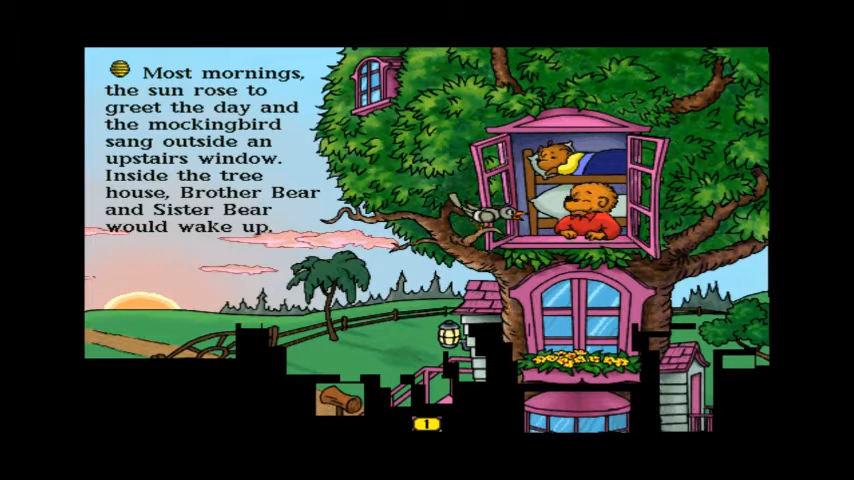 Most mornings,
the sun rose to
greet the day and
the mockingbird
sang outside an
upstairs window.
Inside the tree
house, Brother Bear
and Sister Bear
would wake up.
1